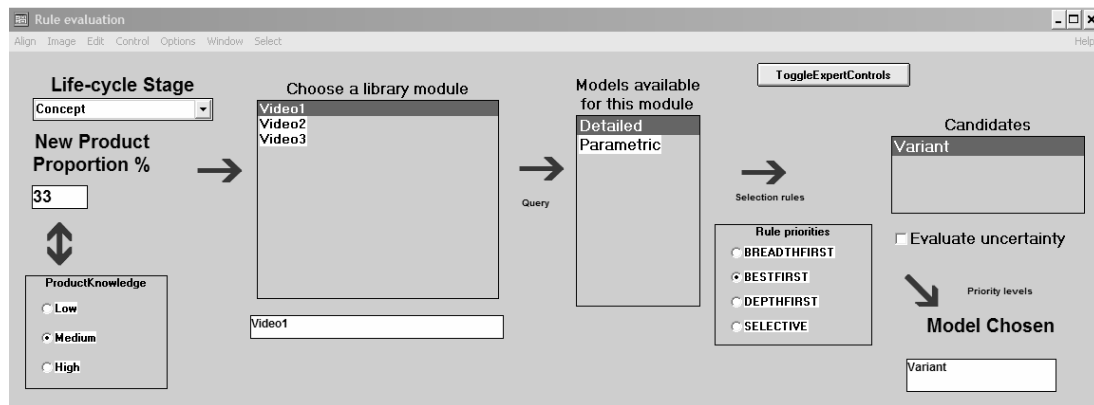 Rule evaluation
Align Image Edit Control Options Window Select Help
Life-cycle Stage
Concept
New Product
Proportion %
33
ProductKnowledge
Low
Medium
High
Choose a library module
Video1
Video2
Video3
Video1
Query
Models available
for this module
Detailed
Parametric
ToggleExpertControls
Selection rules
Rule priorities
BREADTHFIRST
BESTFIRST
DEPTHFIRST
SELECTIVE
Candidates
Variant
Evaluate uncertainty
Priority levels
Model Chosen
Variant